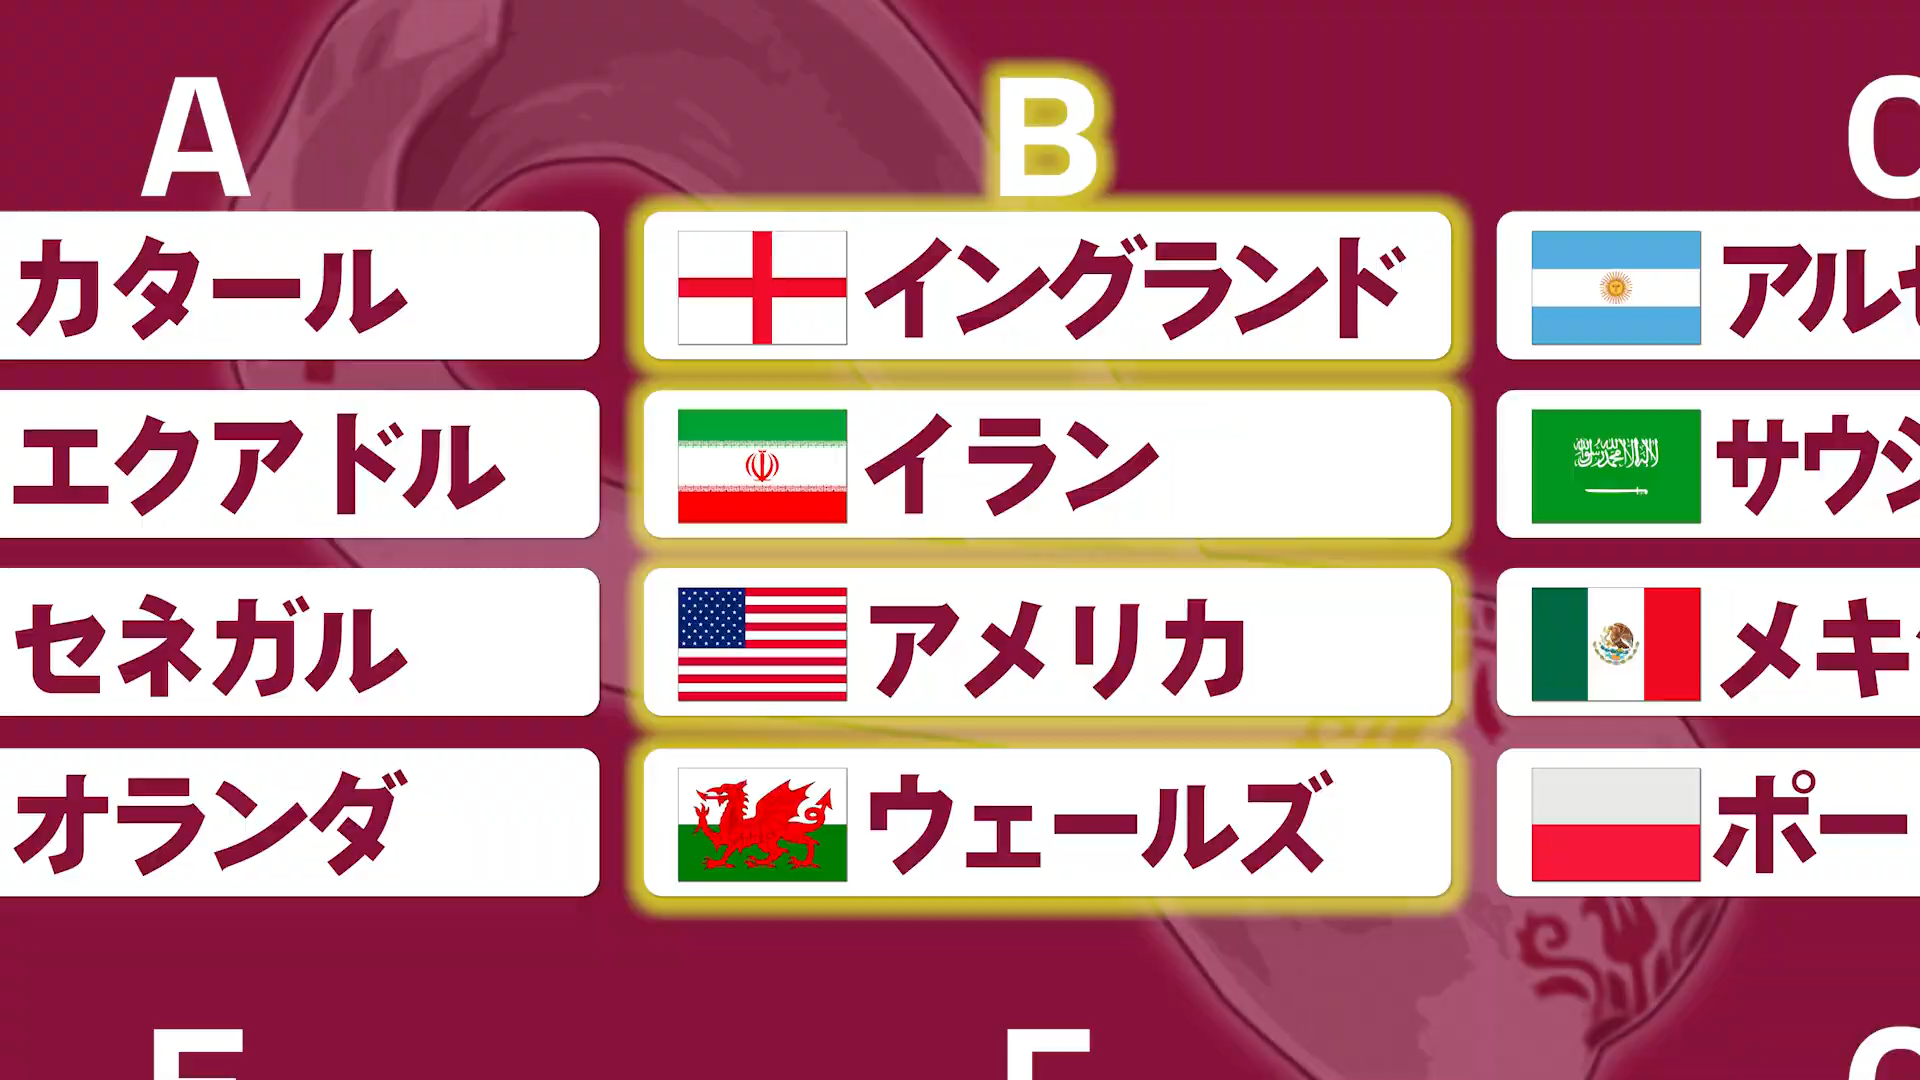 A
カタール
エクアドル
セネガル
オランダ
B
イングランド
イラン
アメリカ
ウェールズ
C
アルゼ
サウジ
メキ
ポー
E
F